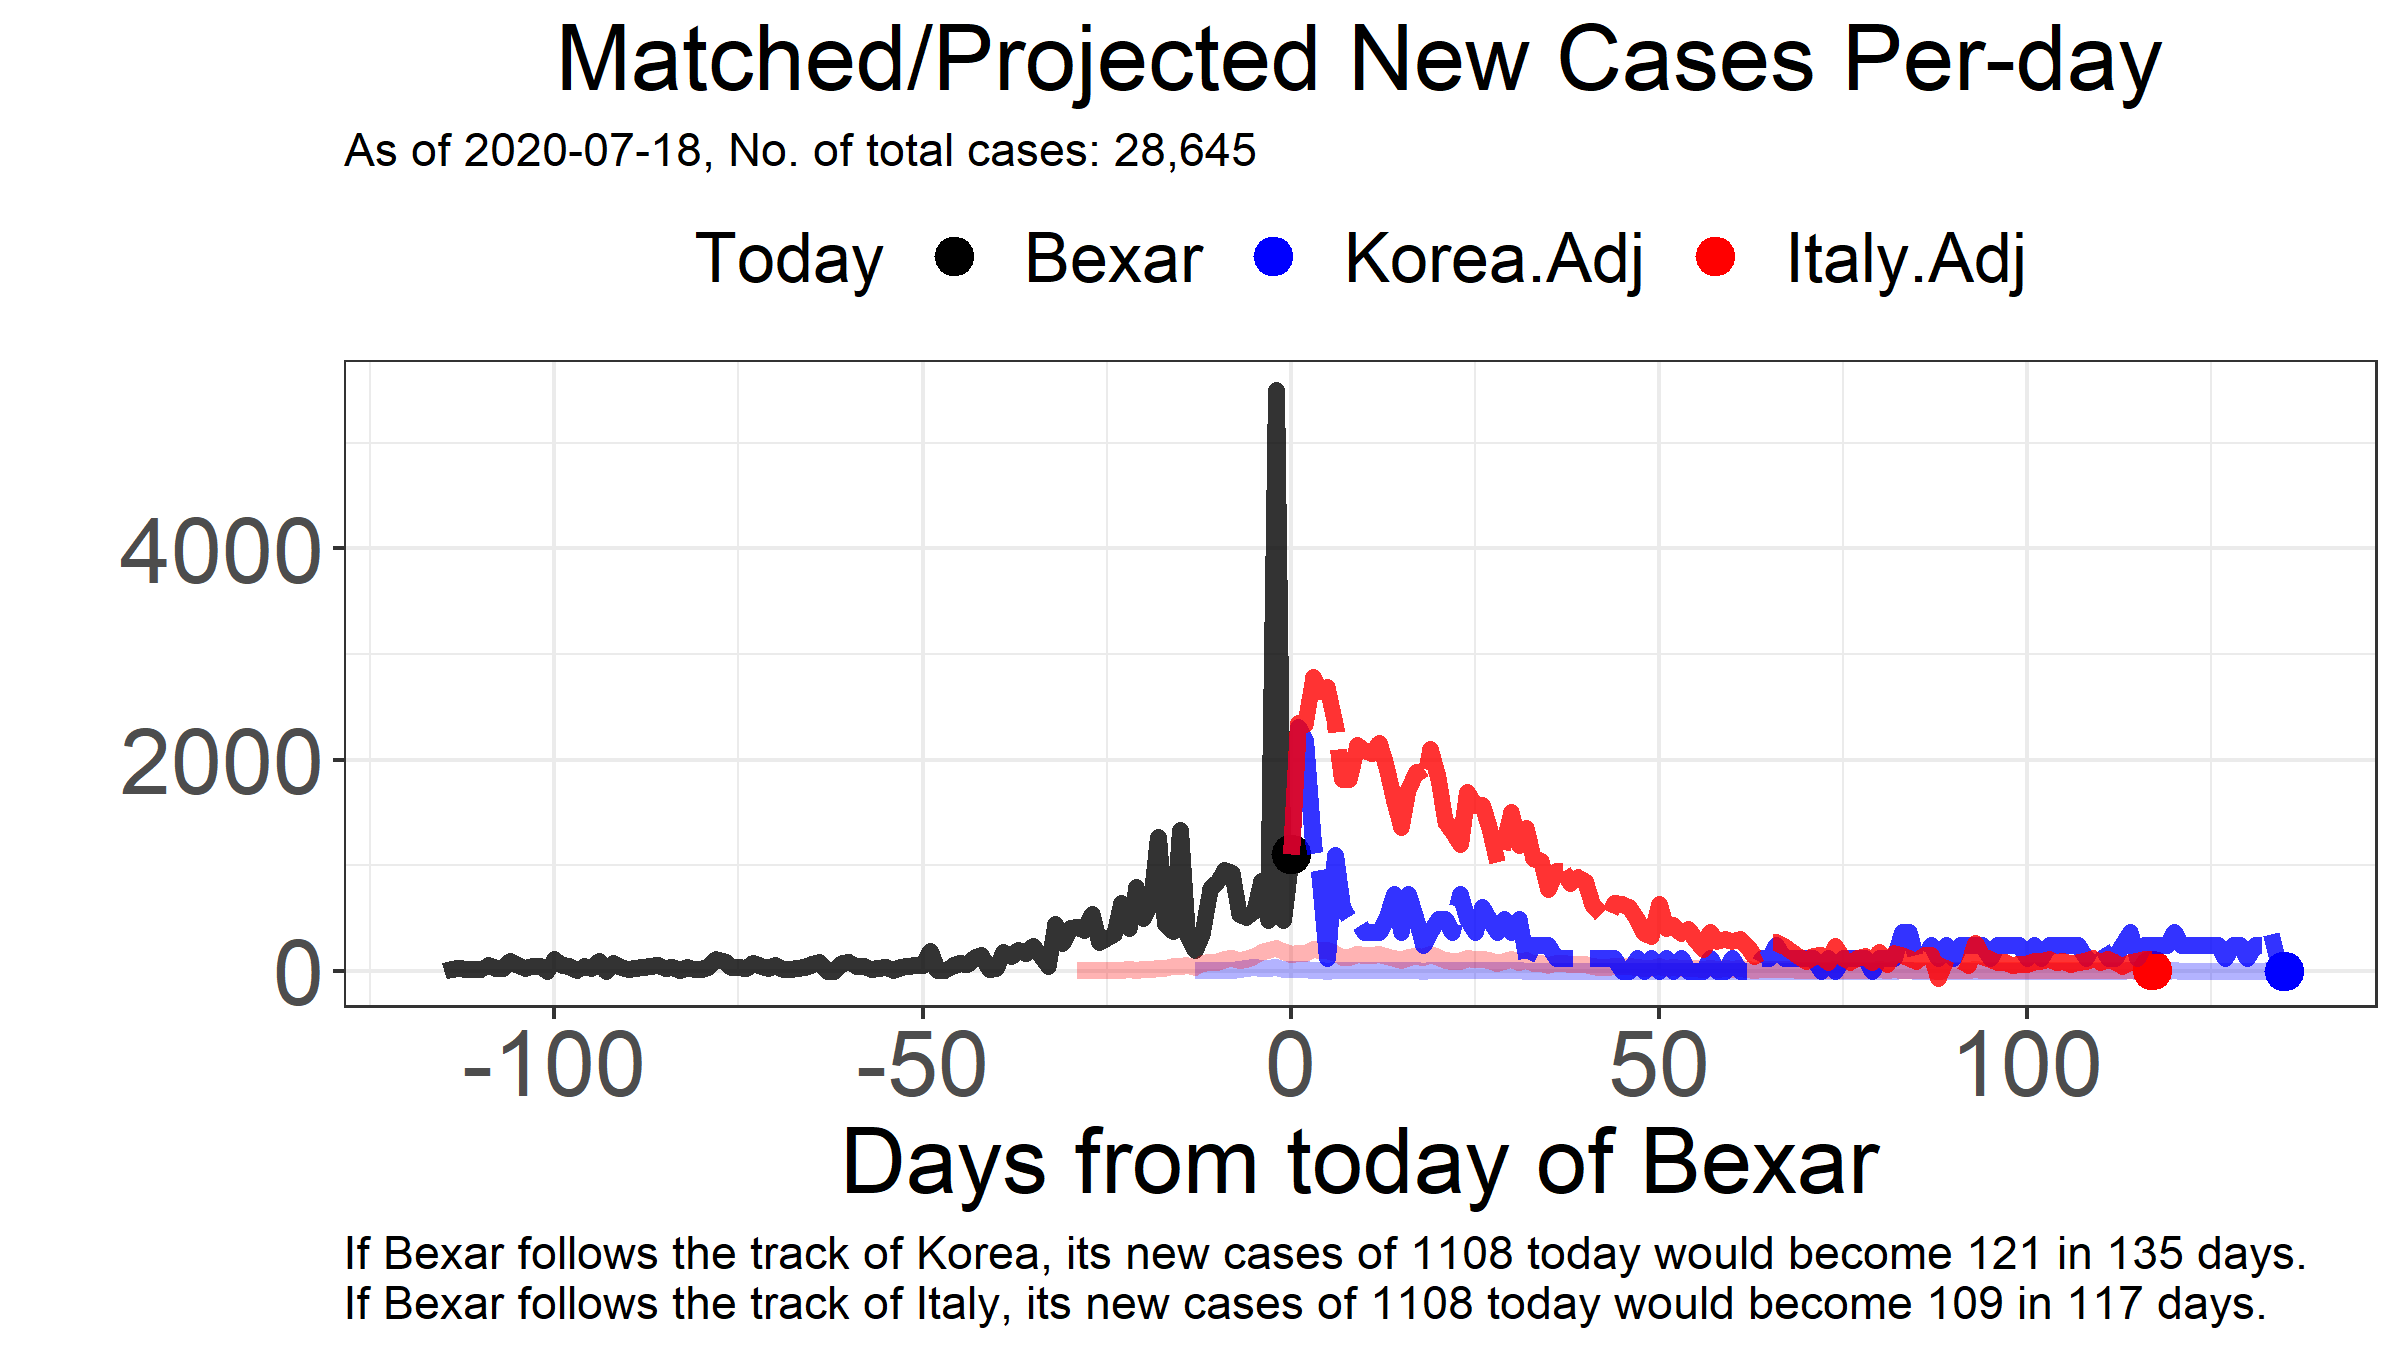 Matched/Projected New Cases Per-day
As of 2020-07-18, No. of total cases: 28,645
Today Bexar Korea.Adj Italy.Adj
4000
2000
0
-100 -50 0 50 100
Days from today of Bexar
If Bexar follows the track of Korea, its new cases of 1108 today would become 121 in 135 days.
If Bexar follows the track of Italy, its new cases of 1108 today would become 109 in 117 days.